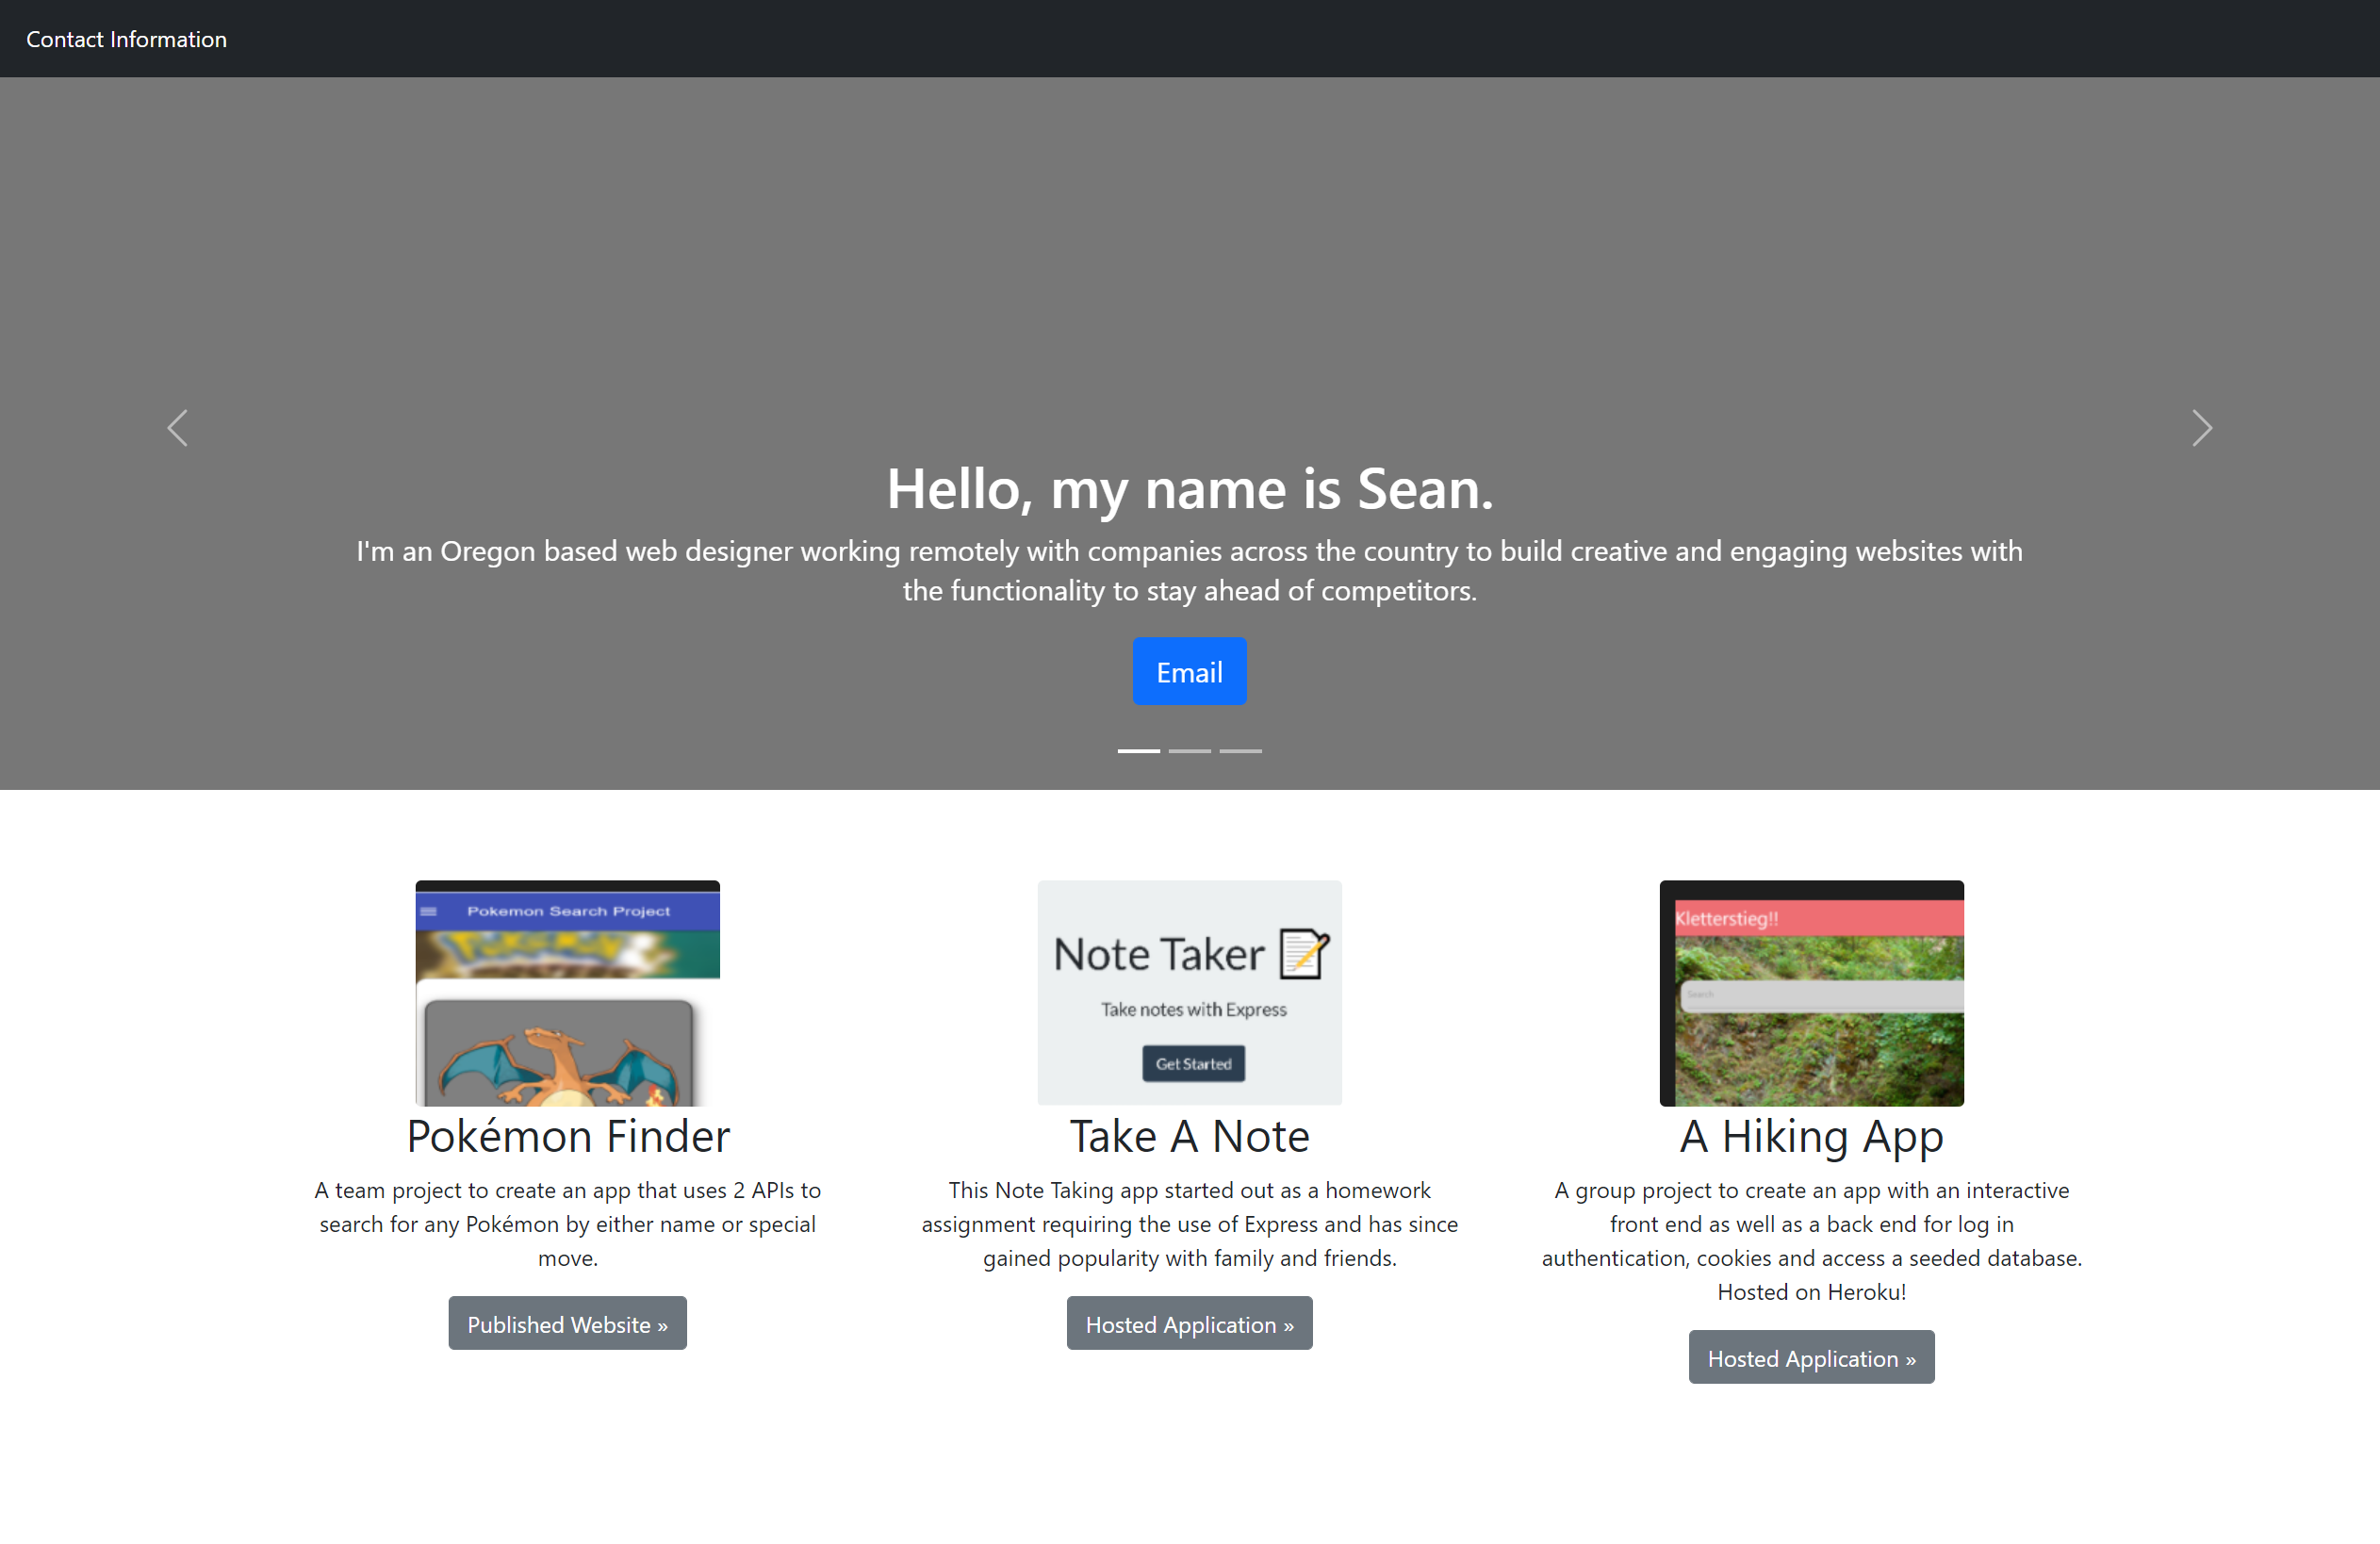 Contact Information
Hello, my name is Sean.
I'm an Oregon based web designer working remotely with companies across the country to build creative and engaging websites with
the functionality to stay ahead of competitors.
Email
Pokemon Search Project
Pokémon Finder
A team project to create an app that uses 2 APIs to
search for any Pokémon by either name or special
move.
Published Website »
Note Taker
Take notes with Express
Get Started
Take A Note
This Note Taking app started out as a homework
assignment requiring the use of Express and has since
gained popularity with family and friends.
Hosted Application »
Kletterstieg!!
Search
A Hiking App
A group project to create an app with an interactive
front end as well as a back end for log in
authentication, cookies and access a seeded database.
Hosted on Heroku!
Hosted Application »